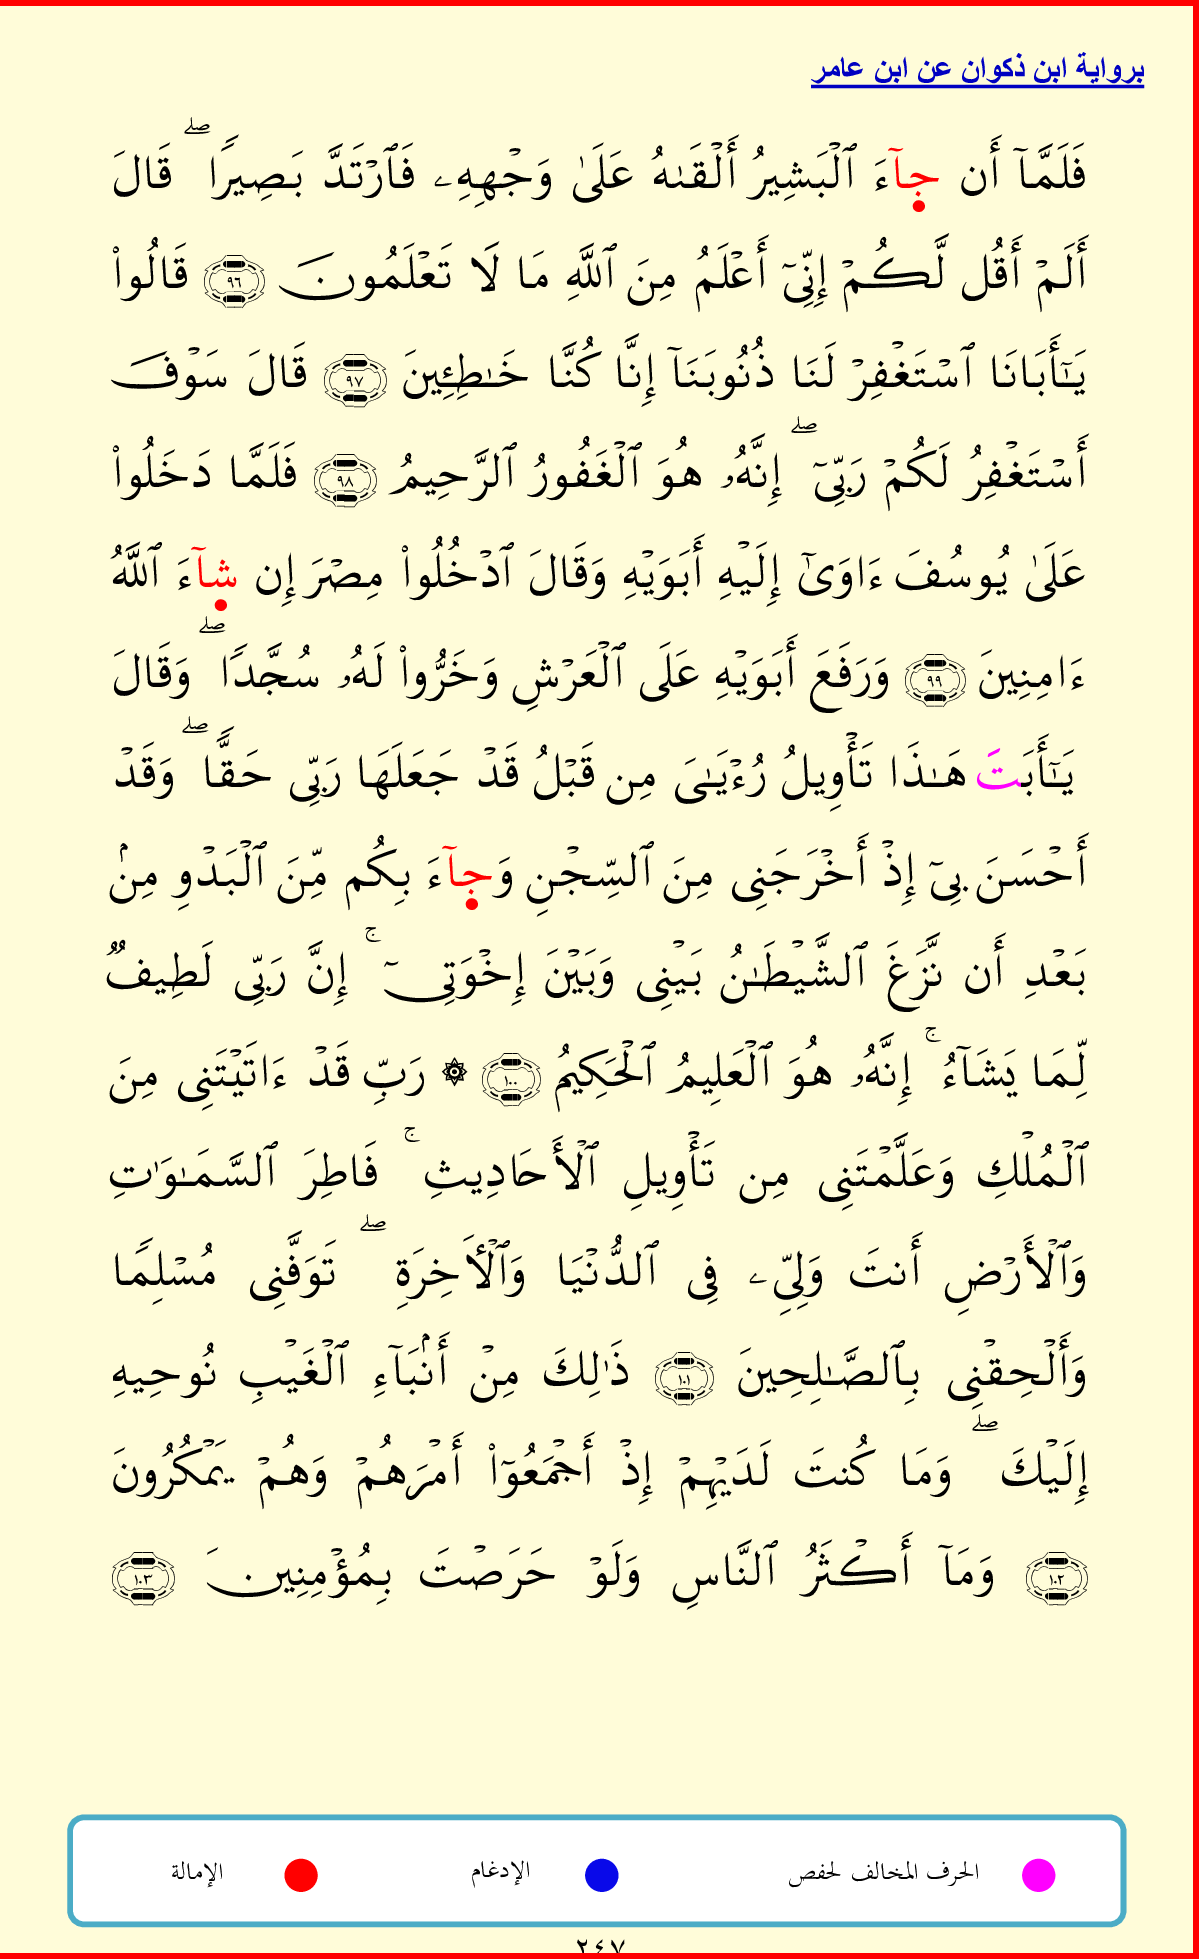 برواية ابن ذكوان عن ابن عامر
فَلَمَّآ أَن جِآءَ ٱلْبَشِيرُ أَلْقَىٰهُ عَلَىٰ وَجْهِهِۦ فَٱرْتَدَّ بَصِيرًا ۖ قَالَ
أَلَمْ أَقُل لَّكُمْ إِنِّىٓ أَعْلَمُ مِنَ ٱللَّهِ مَا لَا تَعْلَمُونَ ٩٦ قَالُوا۟
يَـٰٓأَبَانَا ٱسْتَغْفِرْ لَنَا ذُنُوبَنَآ إِنَّا كُنَّا خَـٰطِـِٔينَ ٩٧ قَالَ سَوْفَ
أَسْتَغْفِرُ لَكُمْ رَبِّىٓ ۖ إِنَّهُۥ هُوَ ٱلْغَفُورُ ٱلرَّحِيمُ ٩٨ فَلَمَّا دَخَلُوا۟
عَلَىٰ يُوسُفَ ءَاوَىٰٓ إِلَيْهِ أَبَوَيْهِ وَقَالَ ٱدْخُلُوا۟ مِصْرَ إِن شِآءَ ٱللَّهُ
ءَامِنِينَ ٩٩ وَرَفَعَ أَبَوَيْهِ عَلَى ٱلْعَرْشِ وَخَرُّوا۟ لَهُۥ سُجَّدًا ۖ وَقَالَ
يَـٰٓأَبَتَ هَـٰذَا تَأْوِيلُ رُءْيَـٰىَ مِن قَبْلُ قَدْ جَعَلَهَا رَبِّى حَقًّا ۖ وَقَدْ
أَحْسَنَ بِىٓ إِذْ أَخْرَجَنِى مِنَ ٱلسِّجْنِ وَجِآءَ بِكُم مِّنَ ٱلْبَدْوِ مِنۢ
بَعْدِ أَن نَّزَغَ ٱلشَّيْطَـٰنُ بَيْنِى وَبَيْنَ إِخْوَتِىٓ ۚ إِنَّ رَبِّى لَطِيفٌ
لِّمَا يَشَآءُ ۚ إِنَّهُۥ هُوَ ٱلْعَلِيمُ ٱلْحَكِيمُ ١٠٠ ۞ رَبِّ قَدْ ءَاتَيْتَنِى مِنَ
ٱلْمُلْكِ وَعَلَّمْتَنِى مِن تَأْوِيلِ ٱلْأَحَادِيثِ ۚ فَاطِرَ ٱلسَّمَـٰوَٰتِ
وَٱلْأَرْضِ أَنتَ وَلِىِّۦ فِى ٱلدُّنْيَا وَٱلْـَٔاخِرَةِ ۖ تَوَفَّنِى مُسْلِمًا
وَأَلْحِقْنِى بِٱلصَّـٰلِحِينَ ١٠١ ذَٰلِكَ مِنْ أَنۢبَآءِ ٱلْغَيْبِ نُوحِيهِ
إِلَيْكَ ۖ وَمَا كُنتَ لَدَيْهِمْ إِذْ أَجْمَعُوٓا۟ أَمْرَهُمْ وَهُمْ يَمْكُرُونَ
١٠٢ وَمَآ أَكْثَرُ ٱلنَّاسِ وَلَوْ حَرَصْتَ بِمُؤْمِنِينَ ١٠٣
الحرف المخالف لحفص الإدغام الإمالة
٢٤٧